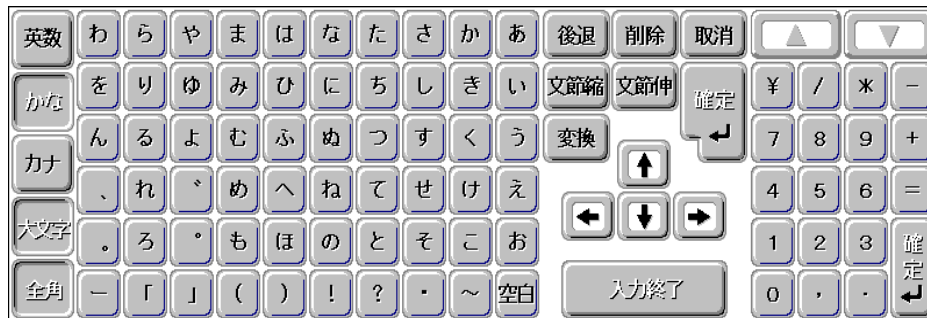 英数 わ ら や ま は な た さ か あ 後退 削除 取消 ▲ ▼
かな を り ゆ み ひ に ち し き い 文節縮 文節伸 確定 ¥ / * -
カナ ん る よ む ふ ぬ つ す く う 変換 7 8 9 +
、 れ ゛ め へ ね て せ け え ↑ 4 5 6 =
大文字 。 ろ ゜ も ほ の と そ こ お ← ↓ → 1 2 3 確定
全角 ー 「 」 ( ) ! ? ・ ~ 空白 入力終了 0 , .